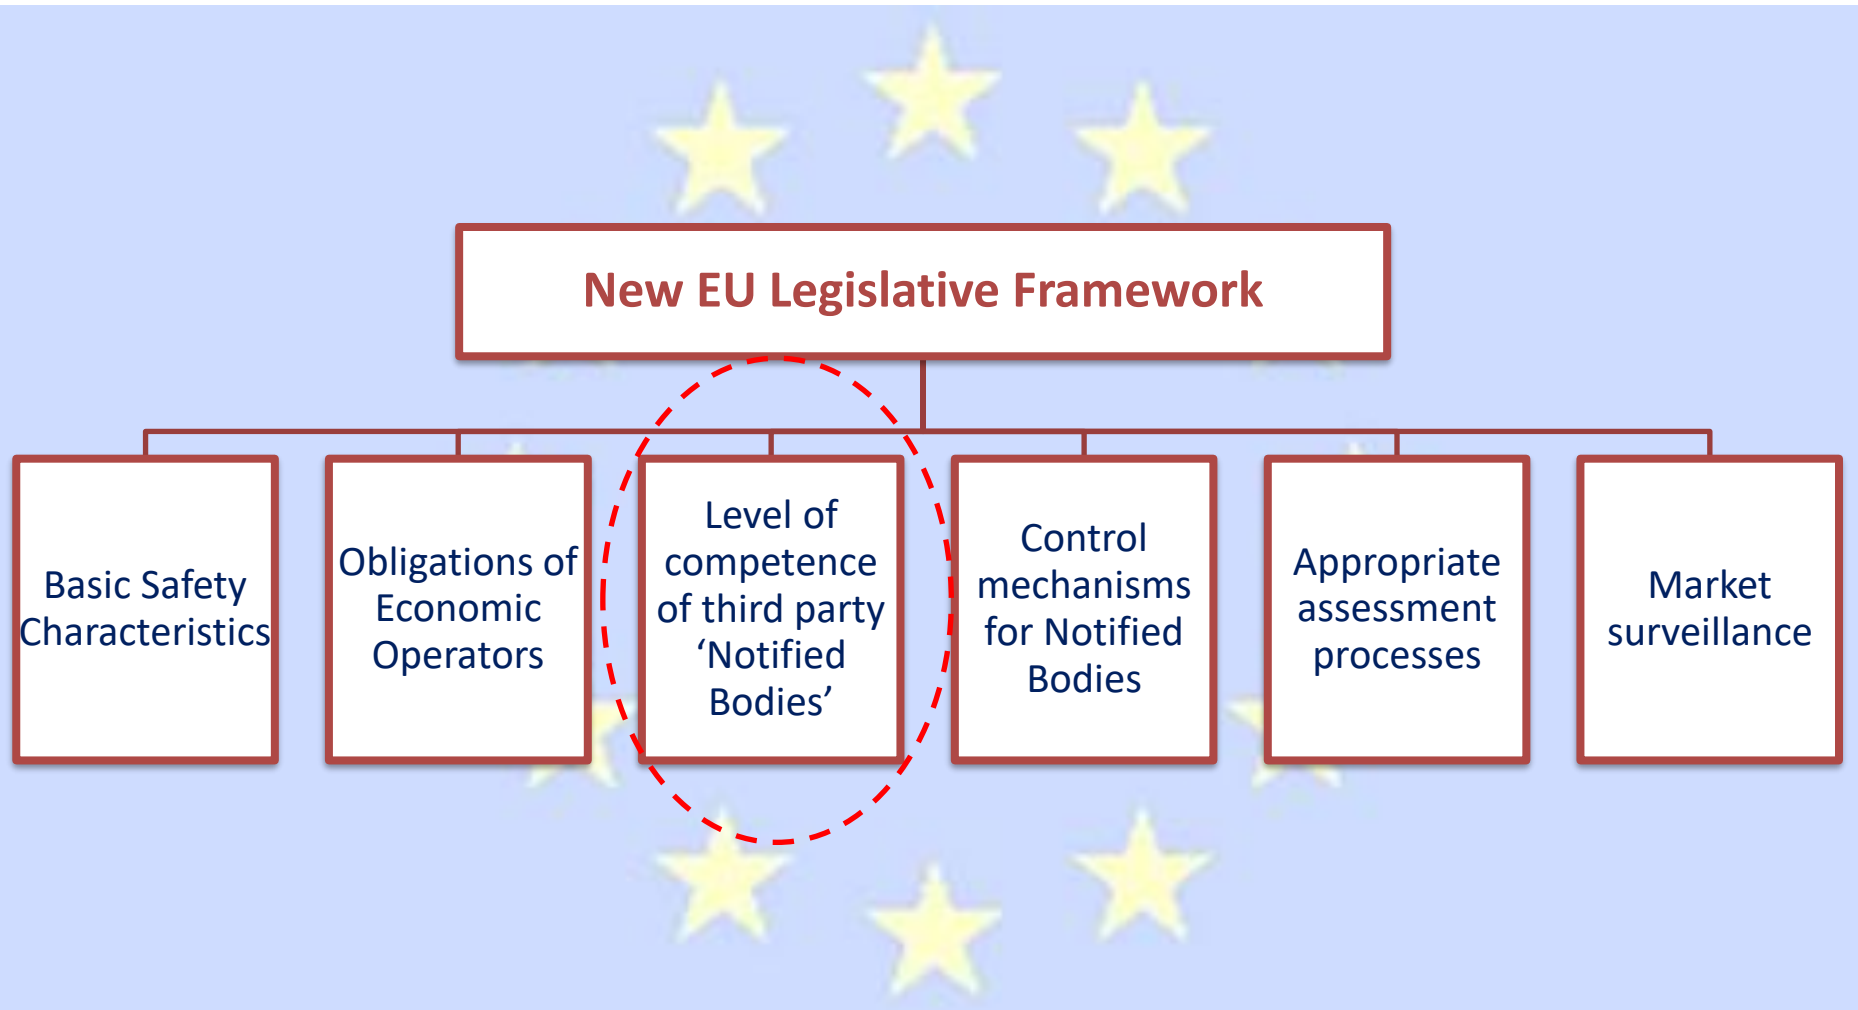 New EU Legislative Framework
Basic Safety
Characteristics
Obligations of
Economic
Operators
Level of
competence
of third party
‘Notified
Bodies’
Control
mechanisms
for Notified
Bodies
Appropriate
assessment
processes
Market
surveillance